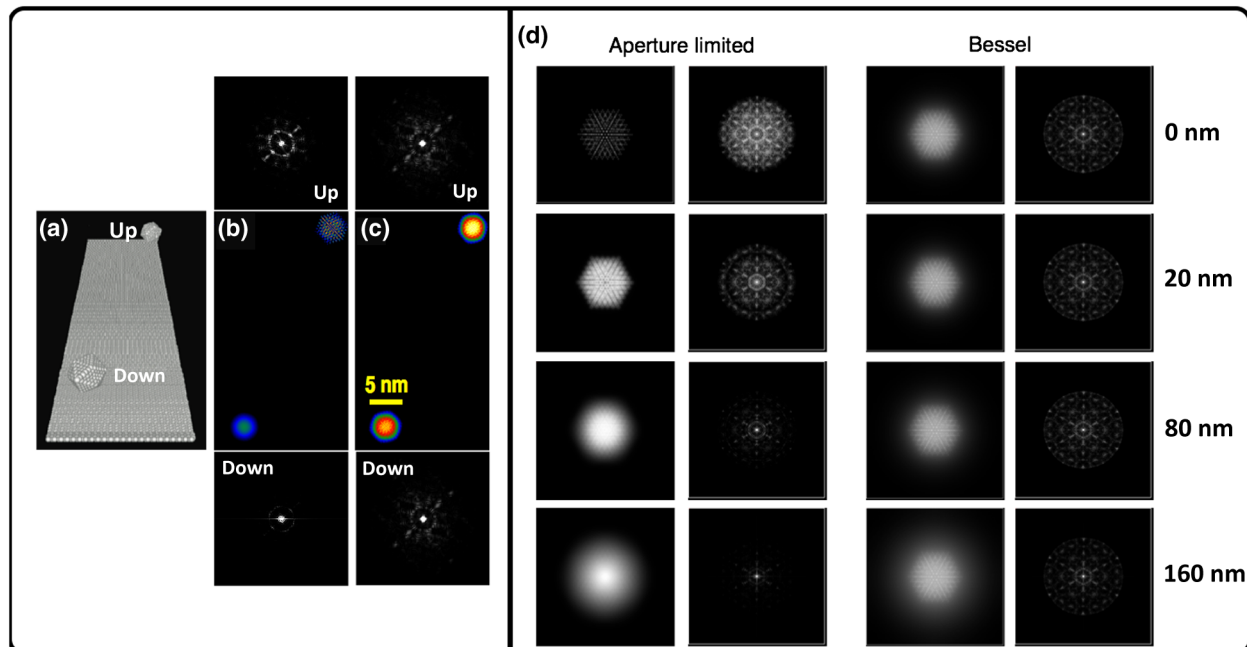 (d)
Aperture limited
Bessel
Up
Up
0 nm
(a)
Up
(b)
(c)
20 nm
Down
5 nm
80 nm
Down
Down
160 nm